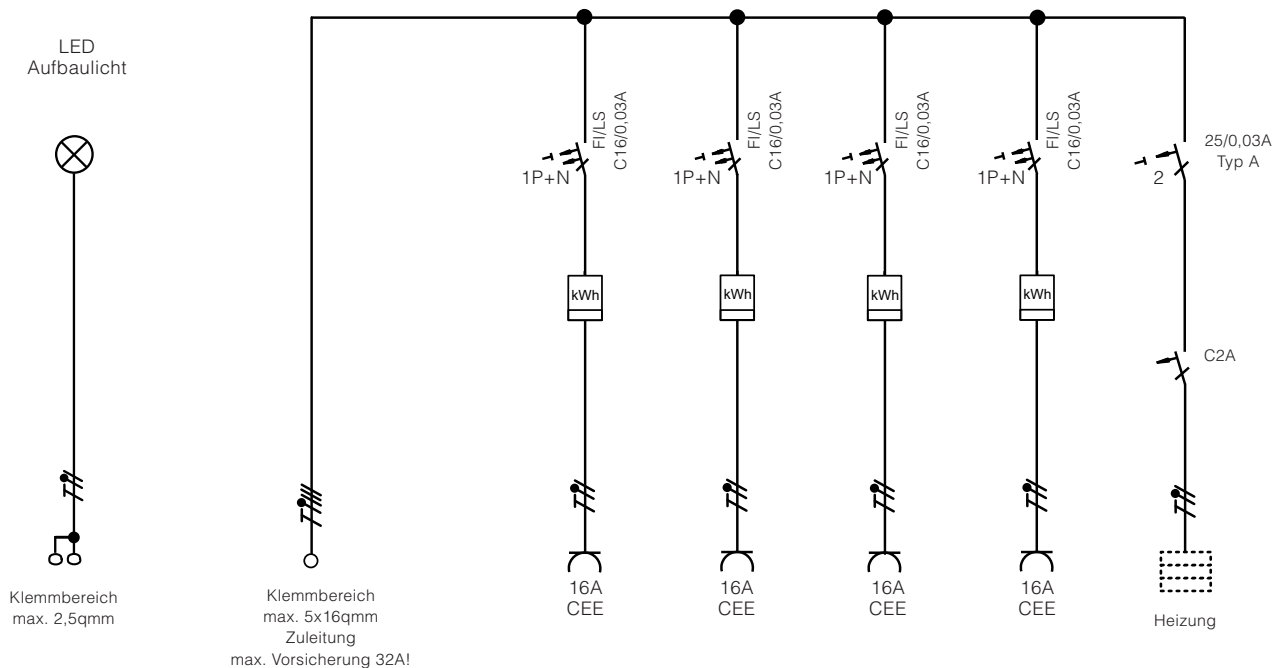 LED
Aufbaulicht
FI/LS
C16/0,03A
1P+N
FI/LS
C16/0,03A
1P+N
FI/LS
C16/0,03A
1P+N
FI/LS
C16/0,03A
1P+N
25/0,03A
Typ A
2
kWh
kWh
kWh
kWh
C2A
Klemmbereich
max. 2,5qmm
Klemmbereich
max. 5x16qmm
Zuleitung
max. Vorsicherung 32A!
16A
CEE
16A
CEE
16A
CEE
16A
CEE
Heizung